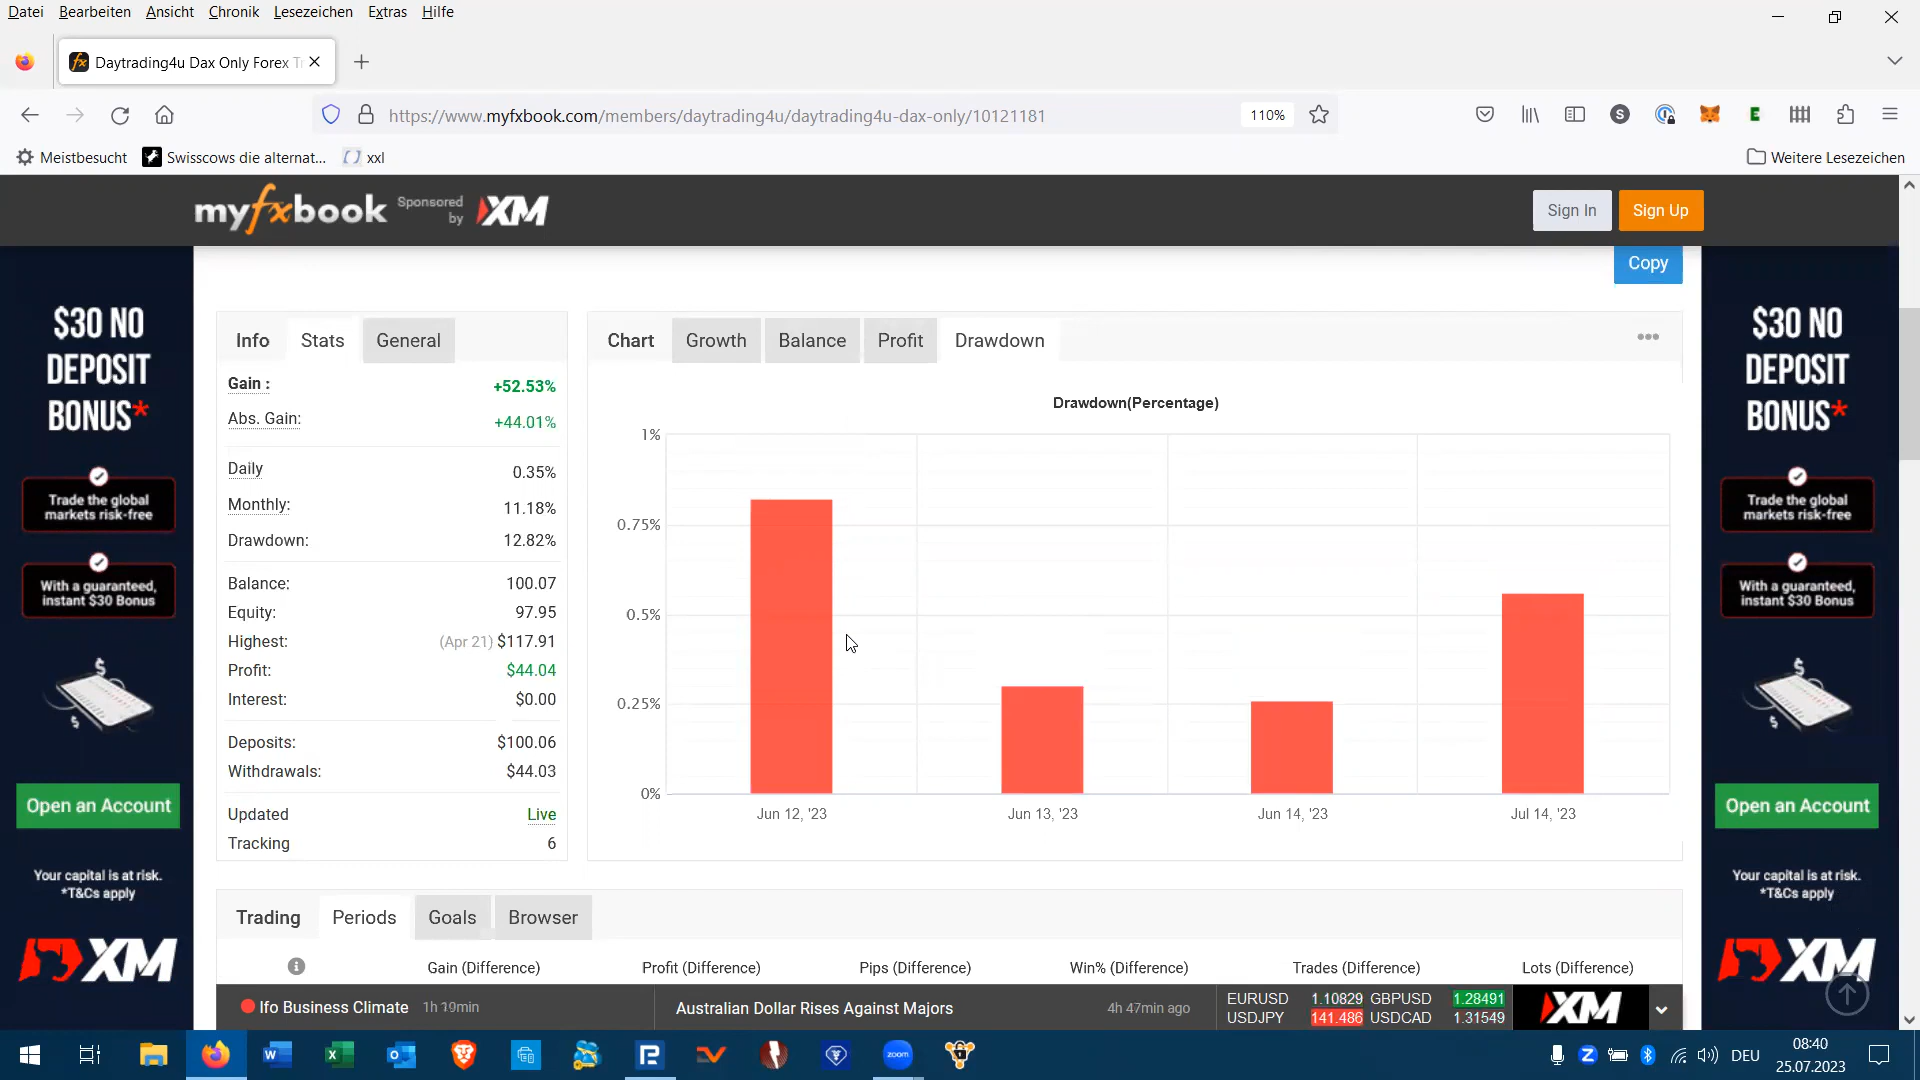 Datei Bearbeiten Ansicht Chronik Lesezeichen Extras Hilfe
Daytrading4u Dax Only Forex Tr
https://www.myfxbook.com/members/daytrading4u/daytrading4u-dax-only/10121181 110%
Meistbesucht Swisscows die alternat... xxl Weitere Lesezeichen
myfxbook Sponsored by XM Sign In Sign Up
Copy
$30 NO
DEPOSIT
BONUS*
Trade the global
markets risk-free
With a guaranteed,
instant $30 Bonus
Open an Account
Your capital is at risk.
*T&Cs apply
XM
Info Stats General
Gain : +52.53%
Abs. Gain: +44.01%
Daily 0.35%
Monthly: 11.18%
Drawdown: 12.82%
Balance: 100.07
Equity: 97.95
Highest: (Apr 21) $117.91
Profit: $44.04
Interest: $0.00
Deposits: $100.06
Withdrawals: $44.03
Updated Live
Tracking 6
Chart Growth Balance Profit Drawdown
Drawdown(Percentage)
1%
0.75%
0.5%
0.25%
0%
Jun 12, '23 Jun 13, '23 Jun 14, '23 Jul 14, '23
$30 NO
DEPOSIT
BONUS*
Trade the global
markets risk-free
With a guaranteed,
instant $30 Bonus
Open an Account
Your capital is at risk.
*T&Cs apply
XM
Trading Periods Goals Browser
Gain (Difference) Profit (Difference) Pips (Difference) Win% (Difference) Trades (Difference) Lots (Difference)
Ifo Business Climate 1h 19min Australian Dollar Rises Against Majors 4h 47min ago
EURUSD 1.10829 GBPUSD 1.28491
USDJPY 141.486 USDCAD 1.31549
XM
zoom
DEU
08:40
25.07.2023